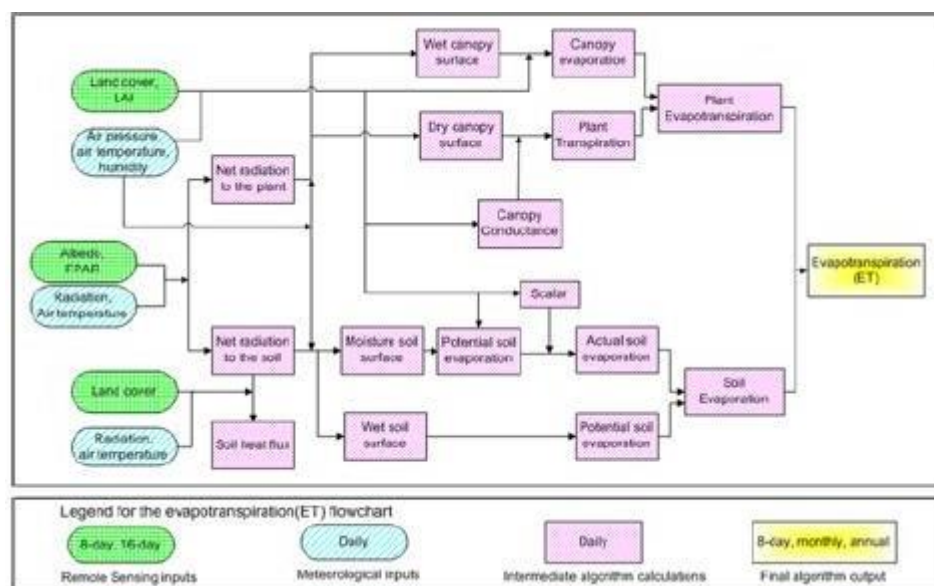 Wet canopy
surface
Canopy
evaporation
Land cover,
LAI
Plant
Evapotranspiration
Air pressure
air temperature,
humidity
Dry canopy
surface
Plant
Transpiration
Net radiation
to the plant
Canopy
Conductance
Albedo,
FPAR
Evapotranspiration
(ET)
Radiation,
Air temperature
Scalar
Net radiation
to the soil
Moisture soil
surface
Potential soil
evaporation
Actual soil
evaporation
Land cover
Soil
Evaporation
Radiation,
air temperature
Soil heat flux
Wet soil
surface
Potential soil
evaporation
Legend for the evapotranspiration(ET) flowchart
8-day, 16-day
Daily
Daily
8-day, monthly, annual
Remote Sensing inputs
Meteorological inputs
Intermediate algorithm calculations
Final algorithm output